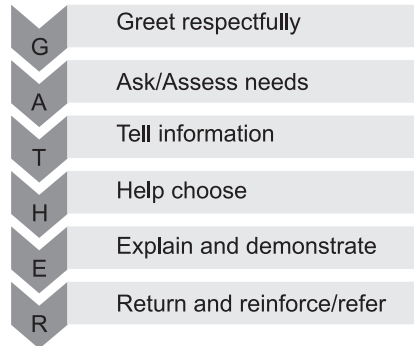 G Greet respectfully
A Ask/Assess needs
T Tell information
H Help choose
E Explain and demonstrate
R Return and reinforce/refer